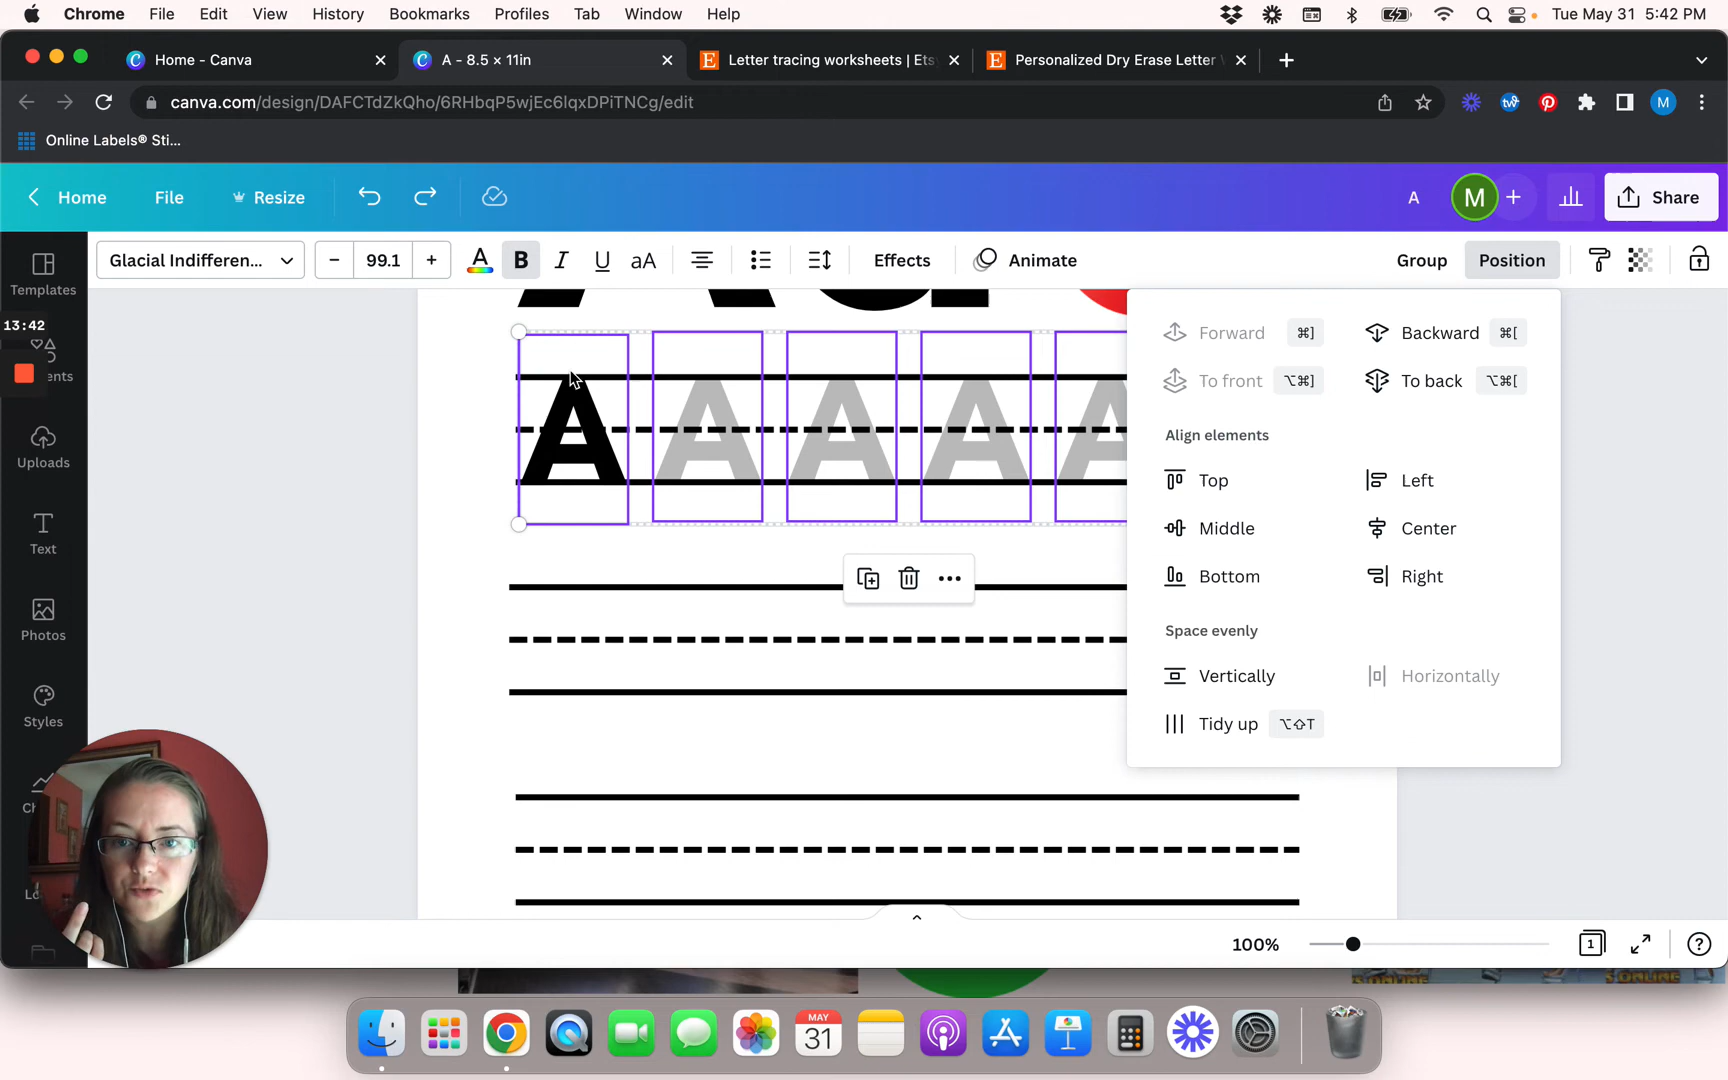 Chrome File Edit View History Bookmarks Profiles Tab Window Help Tue May 31 5:42 PM
Home - Canva A - 8.5 × 11in Letter tracing worksheets | Ets Personalized Dry Erase Letter
canva.com/design/DAFCTdZkQho/6RHbqP5wjEc6lqxDPiTNCg/edit M
Online Labels® Sti...
Home File Resize A M + Share
Glacial Indifferen... − 99.1 + A B I U aA Effects Animate Group Position
Templates
13:42
ents
Uploads
Text
Photos
Styles
A A A A A
Forward ⌘] Backward ⌘[
To front ⌥⌘] To back ⌥⌘[
Align elements
Top Left
Middle Center
Bottom Right
Space evenly
Vertically Horizontally
Tidy up ⌥⇧T
100% 1 ?
MAY
31